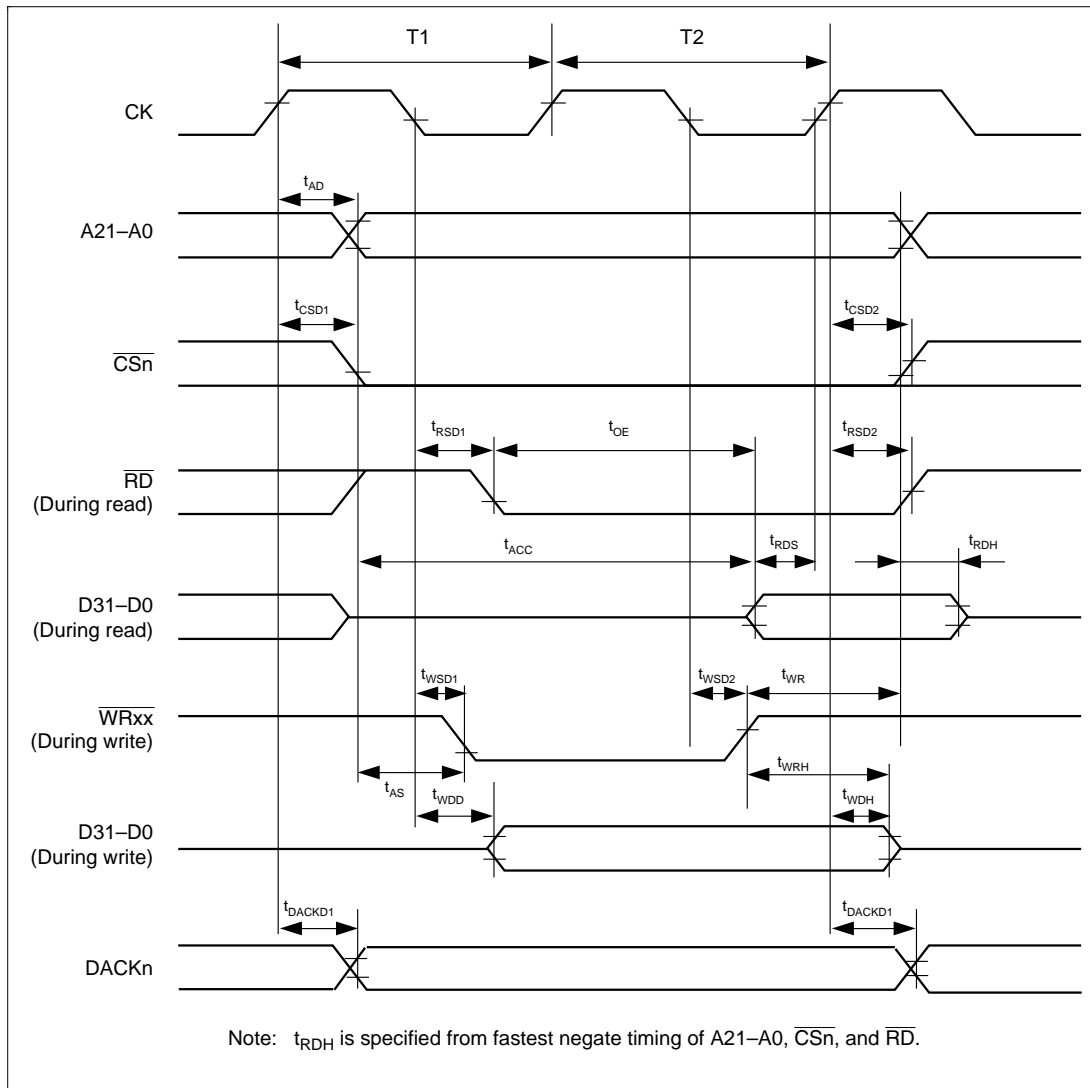 T1 T2
CK
tAD
A21–A0
tCSD1 tCSD2
CSn
tRSD1 tOE tRSD2
RD
(During read)
tACC tRDS tRDH
D31–D0
(During read)
tWSD1 tWSD2 tWR
WRxx
(During write)
tAS tWDD tWRH tWDH
D31–D0
(During write)
tDACKD1 tDACKD1
DACKn
Note: tRDH is specified from fastest negate timing of A21–A0, CSn, and RD.